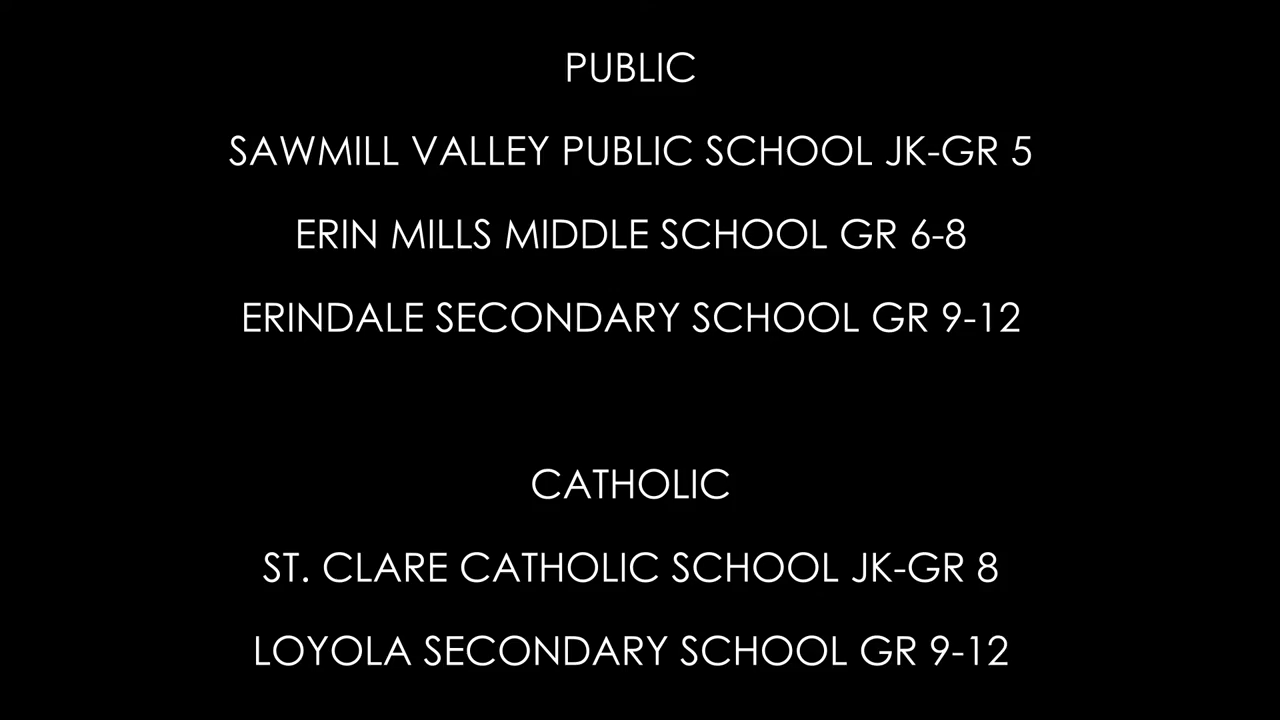 PUBLIC
SAWMILL VALLEY PUBLIC SCHOOL JK-GR 5
ERIN MILLS MIDDLE SCHOOL GR 6-8
ERINDALE SECONDARY SCHOOL GR 9-12
CATHOLIC
ST. CLARE CATHOLIC SCHOOL JK-GR 8
LOYOLA SECONDARY SCHOOL GR 9-12